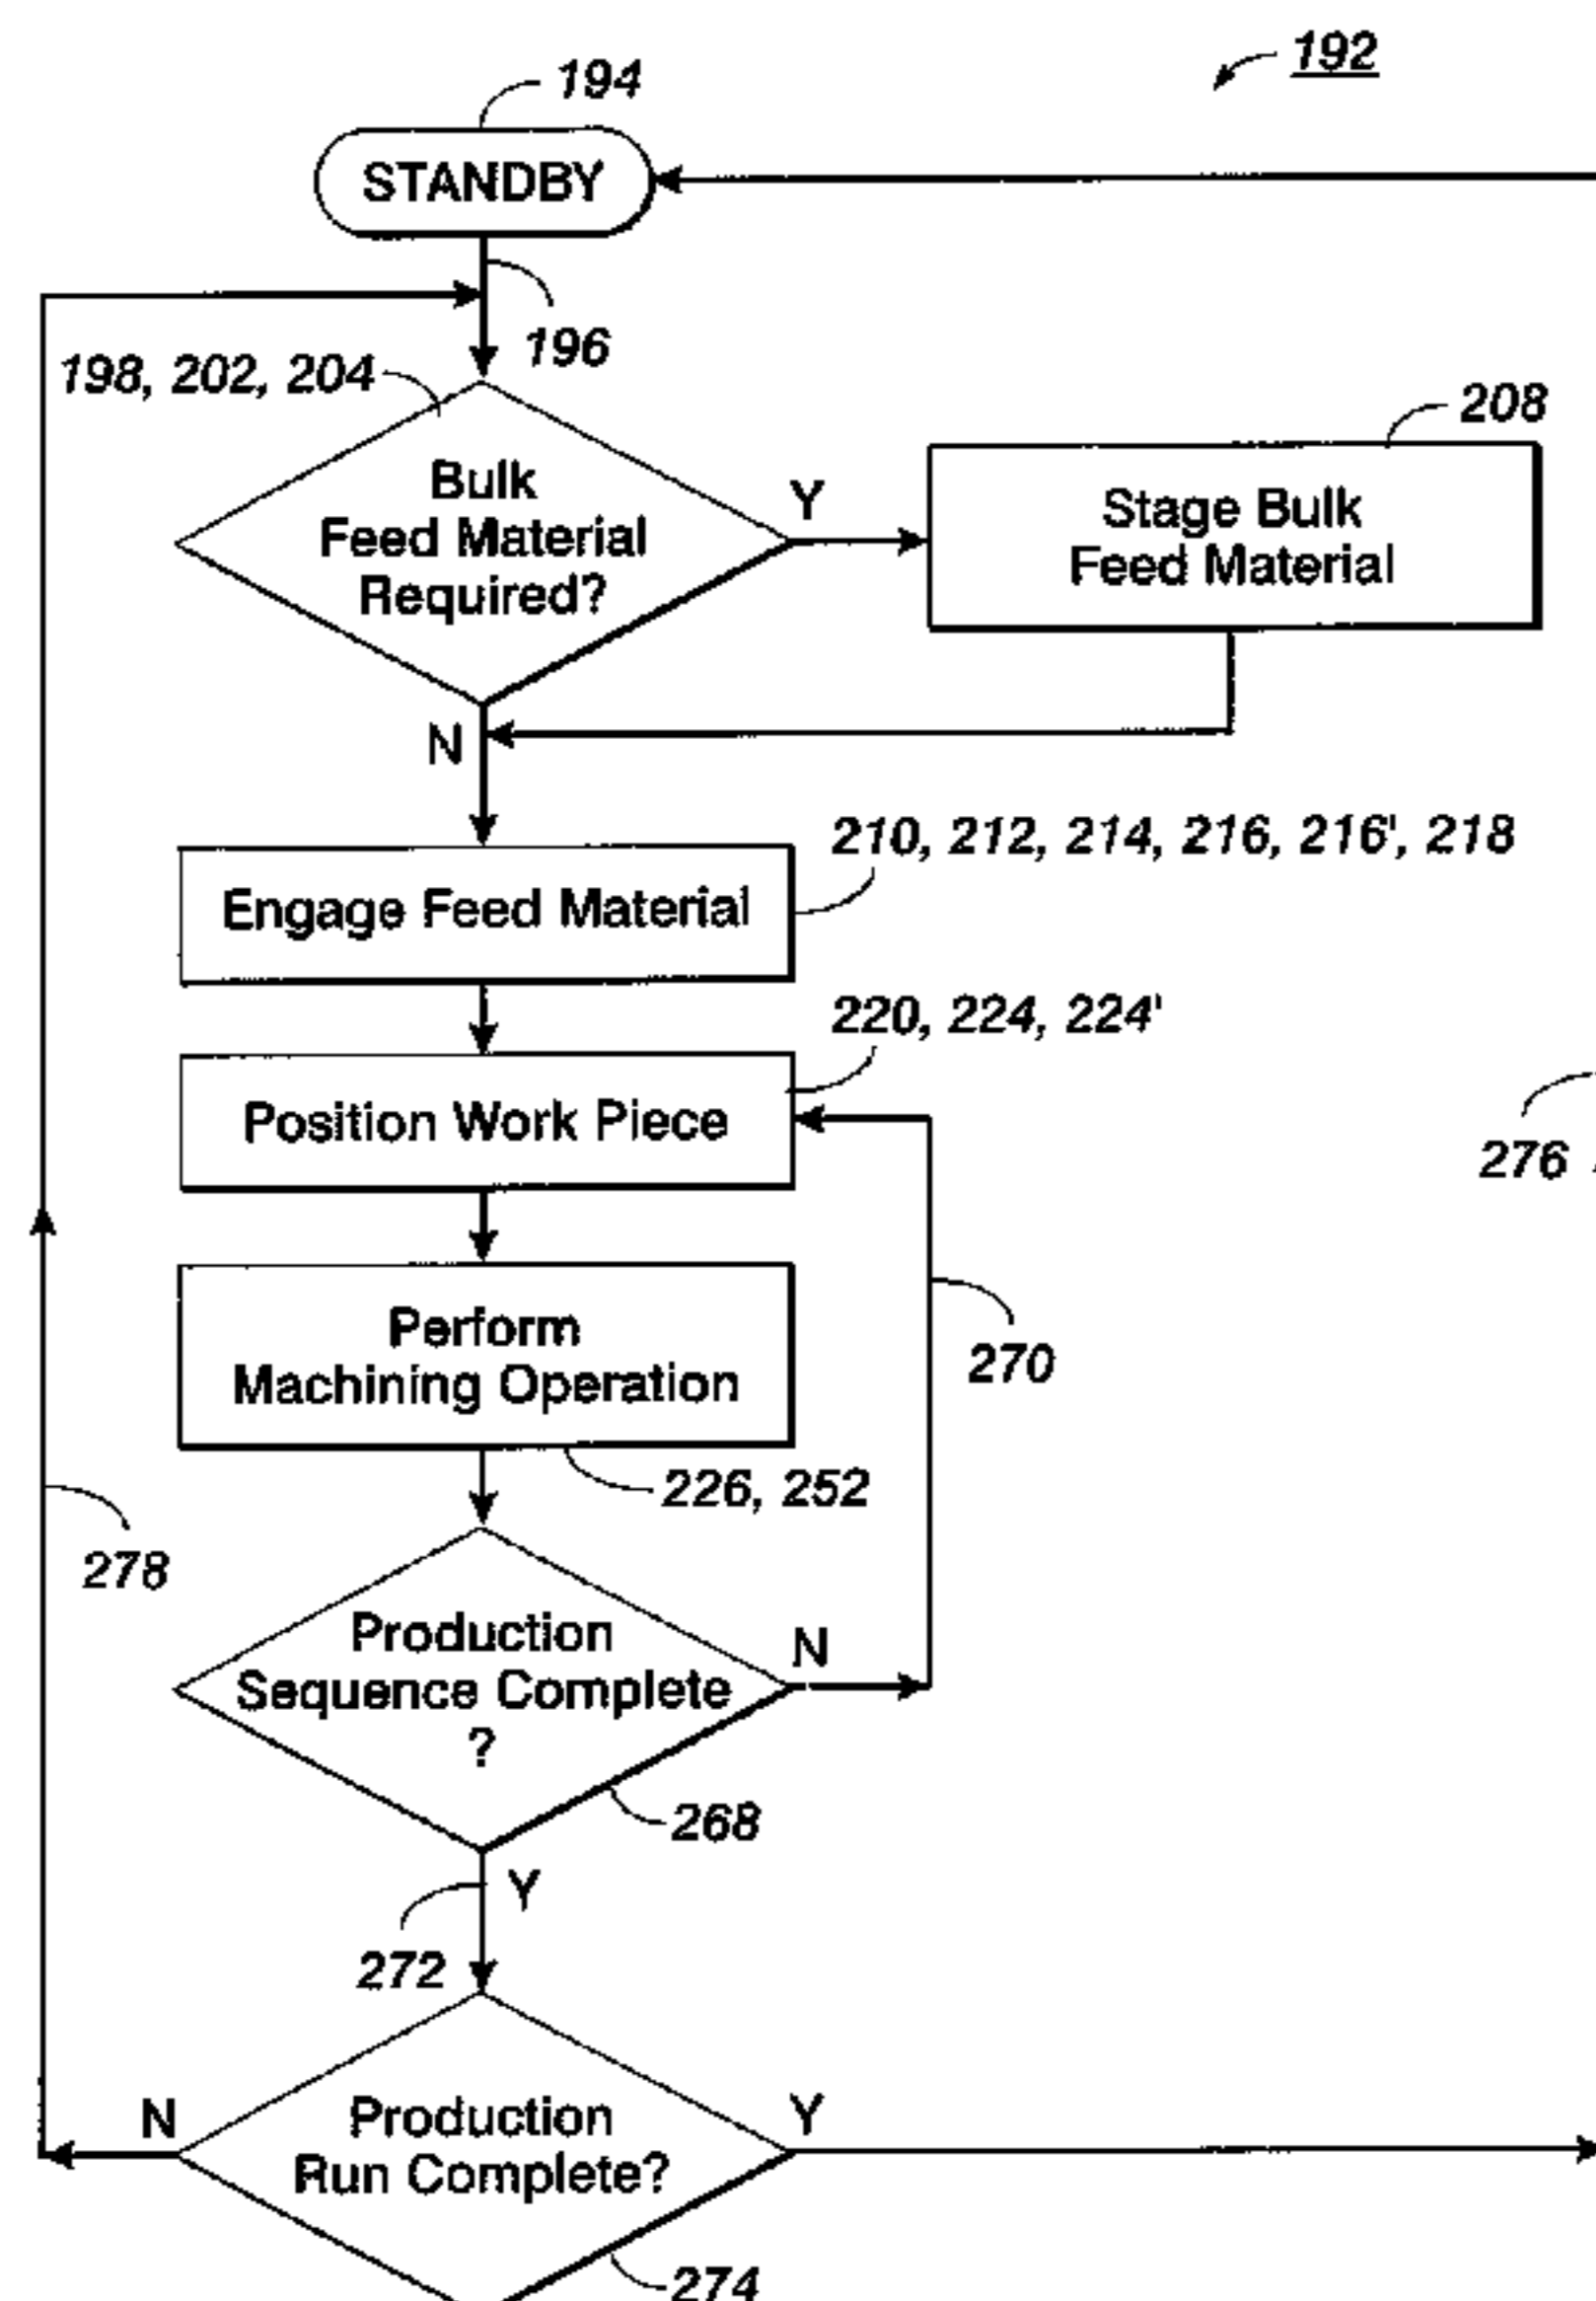 192
194
STANDBY
196
198, 202, 204
208
Bulk
Feed Material
Required?
Y
Stage Bulk
Feed Material
N
210, 212, 214, 216, 216', 218
Engage Feed Material
220, 224, 224'
Position Work Piece
276
Perform
Machining Operation
270
226, 252
278
Production
Sequence Complete
?
N
268
Y
272
N
Production
Run Complete?
Y
274